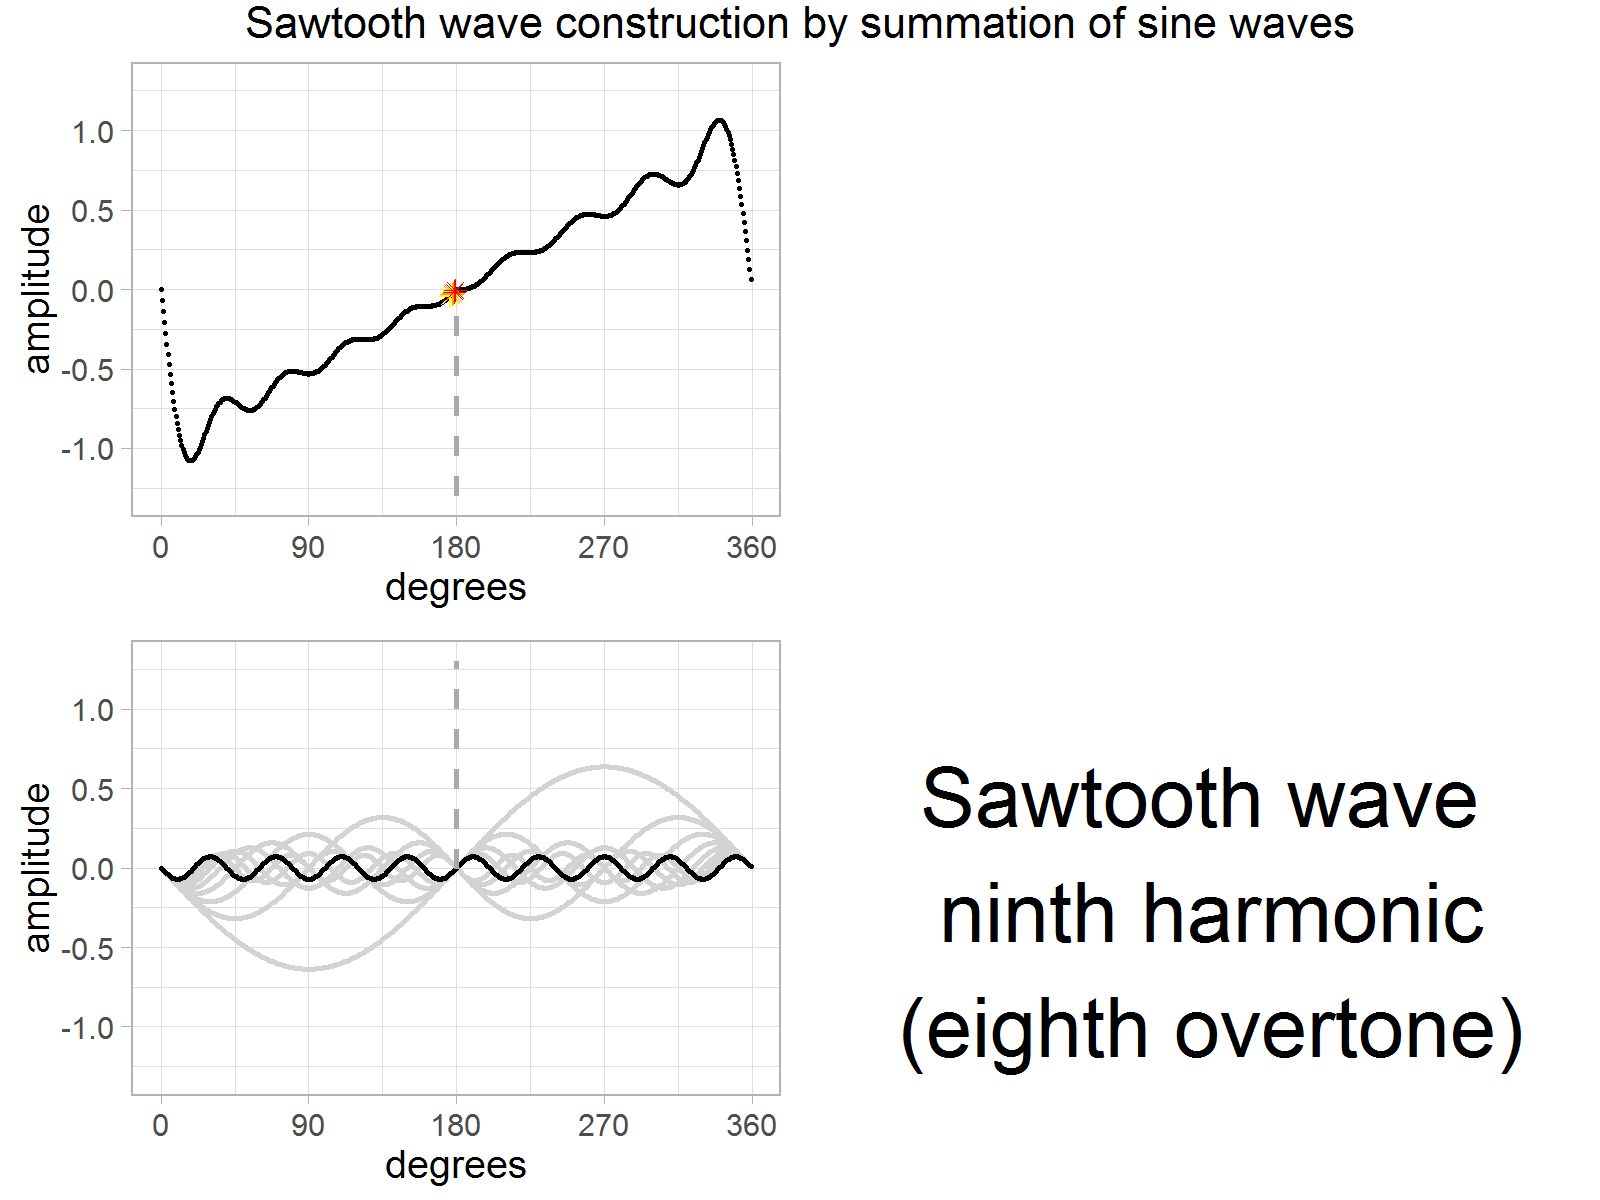 Sawtooth wave construction by summation of sine waves
amplitude
1.0
0.5
0.0
-0.5
-1.0
0 90 180 270 360
degrees
amplitude
1.0
0.5
0.0
-0.5
-1.0
0 90 180 270 360
degrees
Sawtooth wave
ninth harmonic
(eighth overtone)